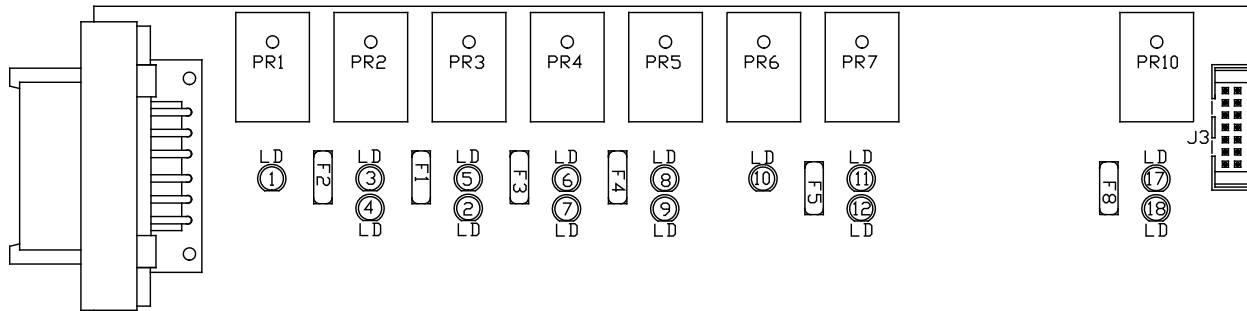 PR1 PR2 PR3 PR4 PR5 PR6 PR7 PR10
J3
LD LD LD LD LD LD LD LD
1 F2 3 F1 5 F3 6 F4 8 10 F5 11 F8 17
4 2 7 9 12 18
LD LD LD LD LD LD